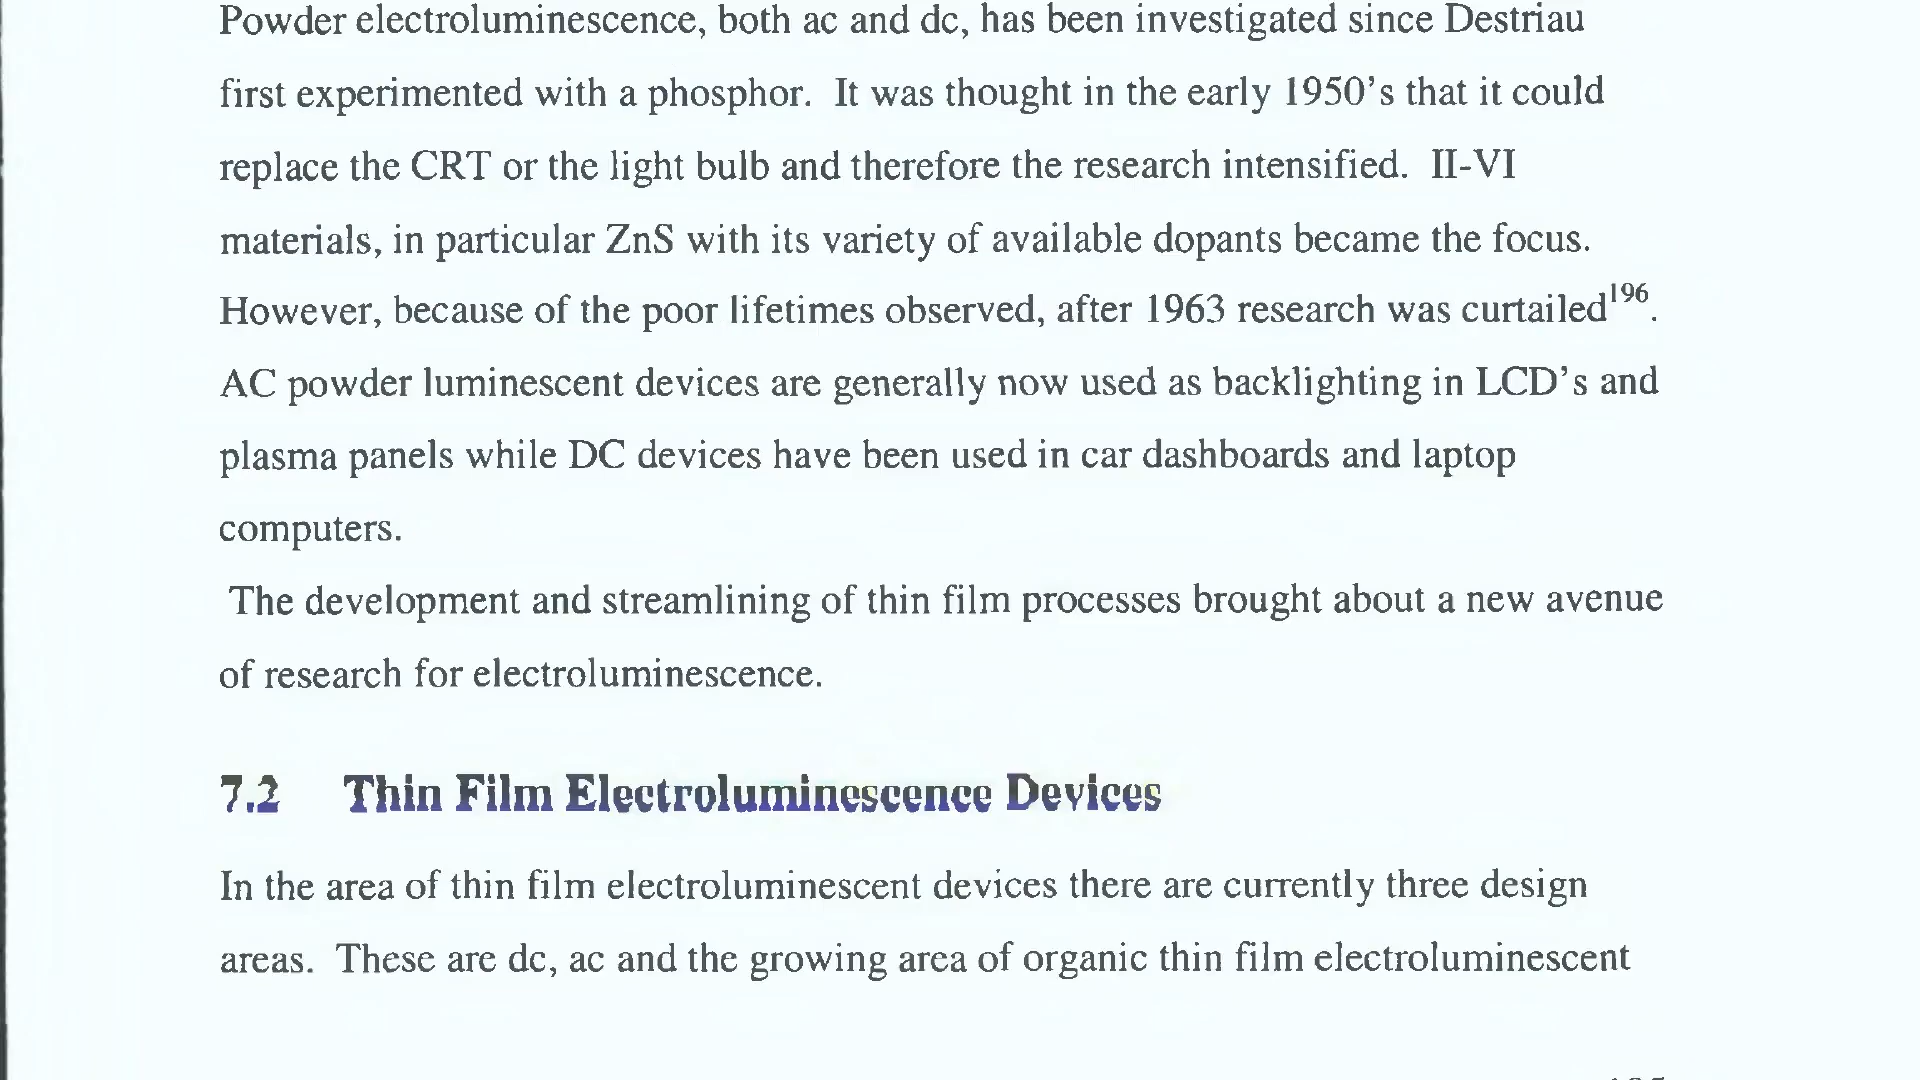 Powder electroluminescence, both ac and dc, has been investigated since Destriau
first experimented with a phosphor.  It was thought in the early 1950's that it could
replace the CRT or the light bulb and therefore the research intensified.  II-VI
materials, in particular ZnS with its variety of available dopants became the focus.
However, because of the poor lifetimes observed, after 1963 research was curtailed196.
AC powder luminescent devices are generally now used as backlighting in LCD's and
plasma panels while DC devices have been used in car dashboards and laptop
computers.
The development and streamlining of thin film processes brought about a new avenue
of research for electroluminescence.
7.2 Thin Film Electroluminescence Devices
In the area of thin film electroluminescent devices there are currently three design
areas.  These are dc, ac and the growing area of organic thin film electroluminescent